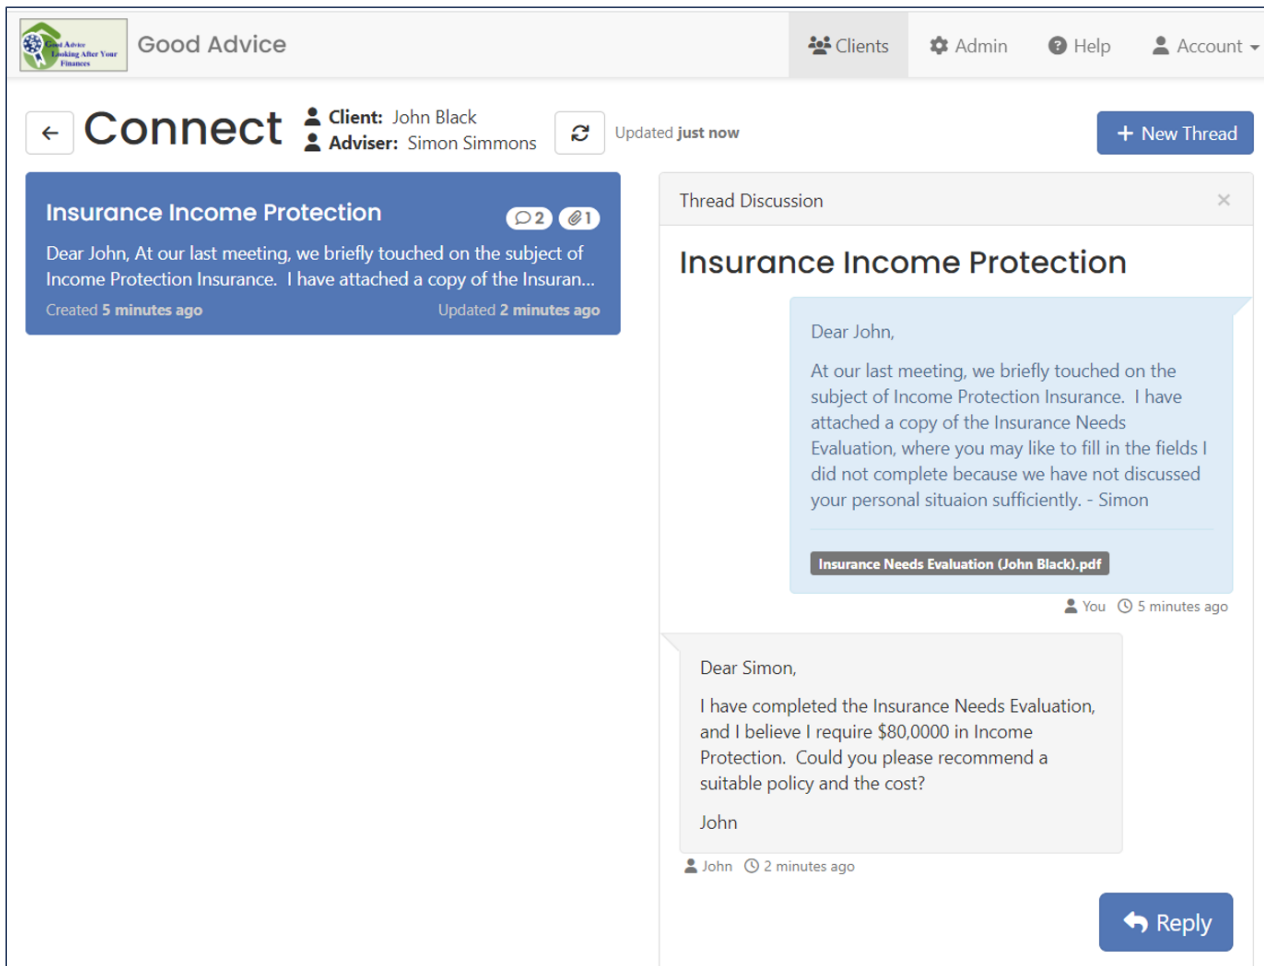 Good Advice
Looking After Your
Finances
Good Advice
Clients
Admin
Help
Account
Connect
Client: John Black
Adviser: Simon Simmons
Updated just now
+ New Thread
Insurance Income Protection
2
1
Dear John, At our last meeting, we briefly touched on the subject of
Income Protection Insurance. I have attached a copy of the Insuran...
Created 5 minutes ago
Updated 2 minutes ago
Thread Discussion
×
Insurance Income Protection
Dear John,
At our last meeting, we briefly touched on the
subject of Income Protection Insurance. I have
attached a copy of the Insurance Needs
Evaluation, where you may like to fill in the fields I
did not complete because we have not discussed
your personal situaion sufficiently. - Simon
Insurance Needs Evaluation (John Black).pdf
You 5 minutes ago
Dear Simon,
I have completed the Insurance Needs Evaluation,
and I believe I require $80,0000 in Income
Protection. Could you please recommend a
suitable policy and the cost?
John
John 2 minutes ago
Reply